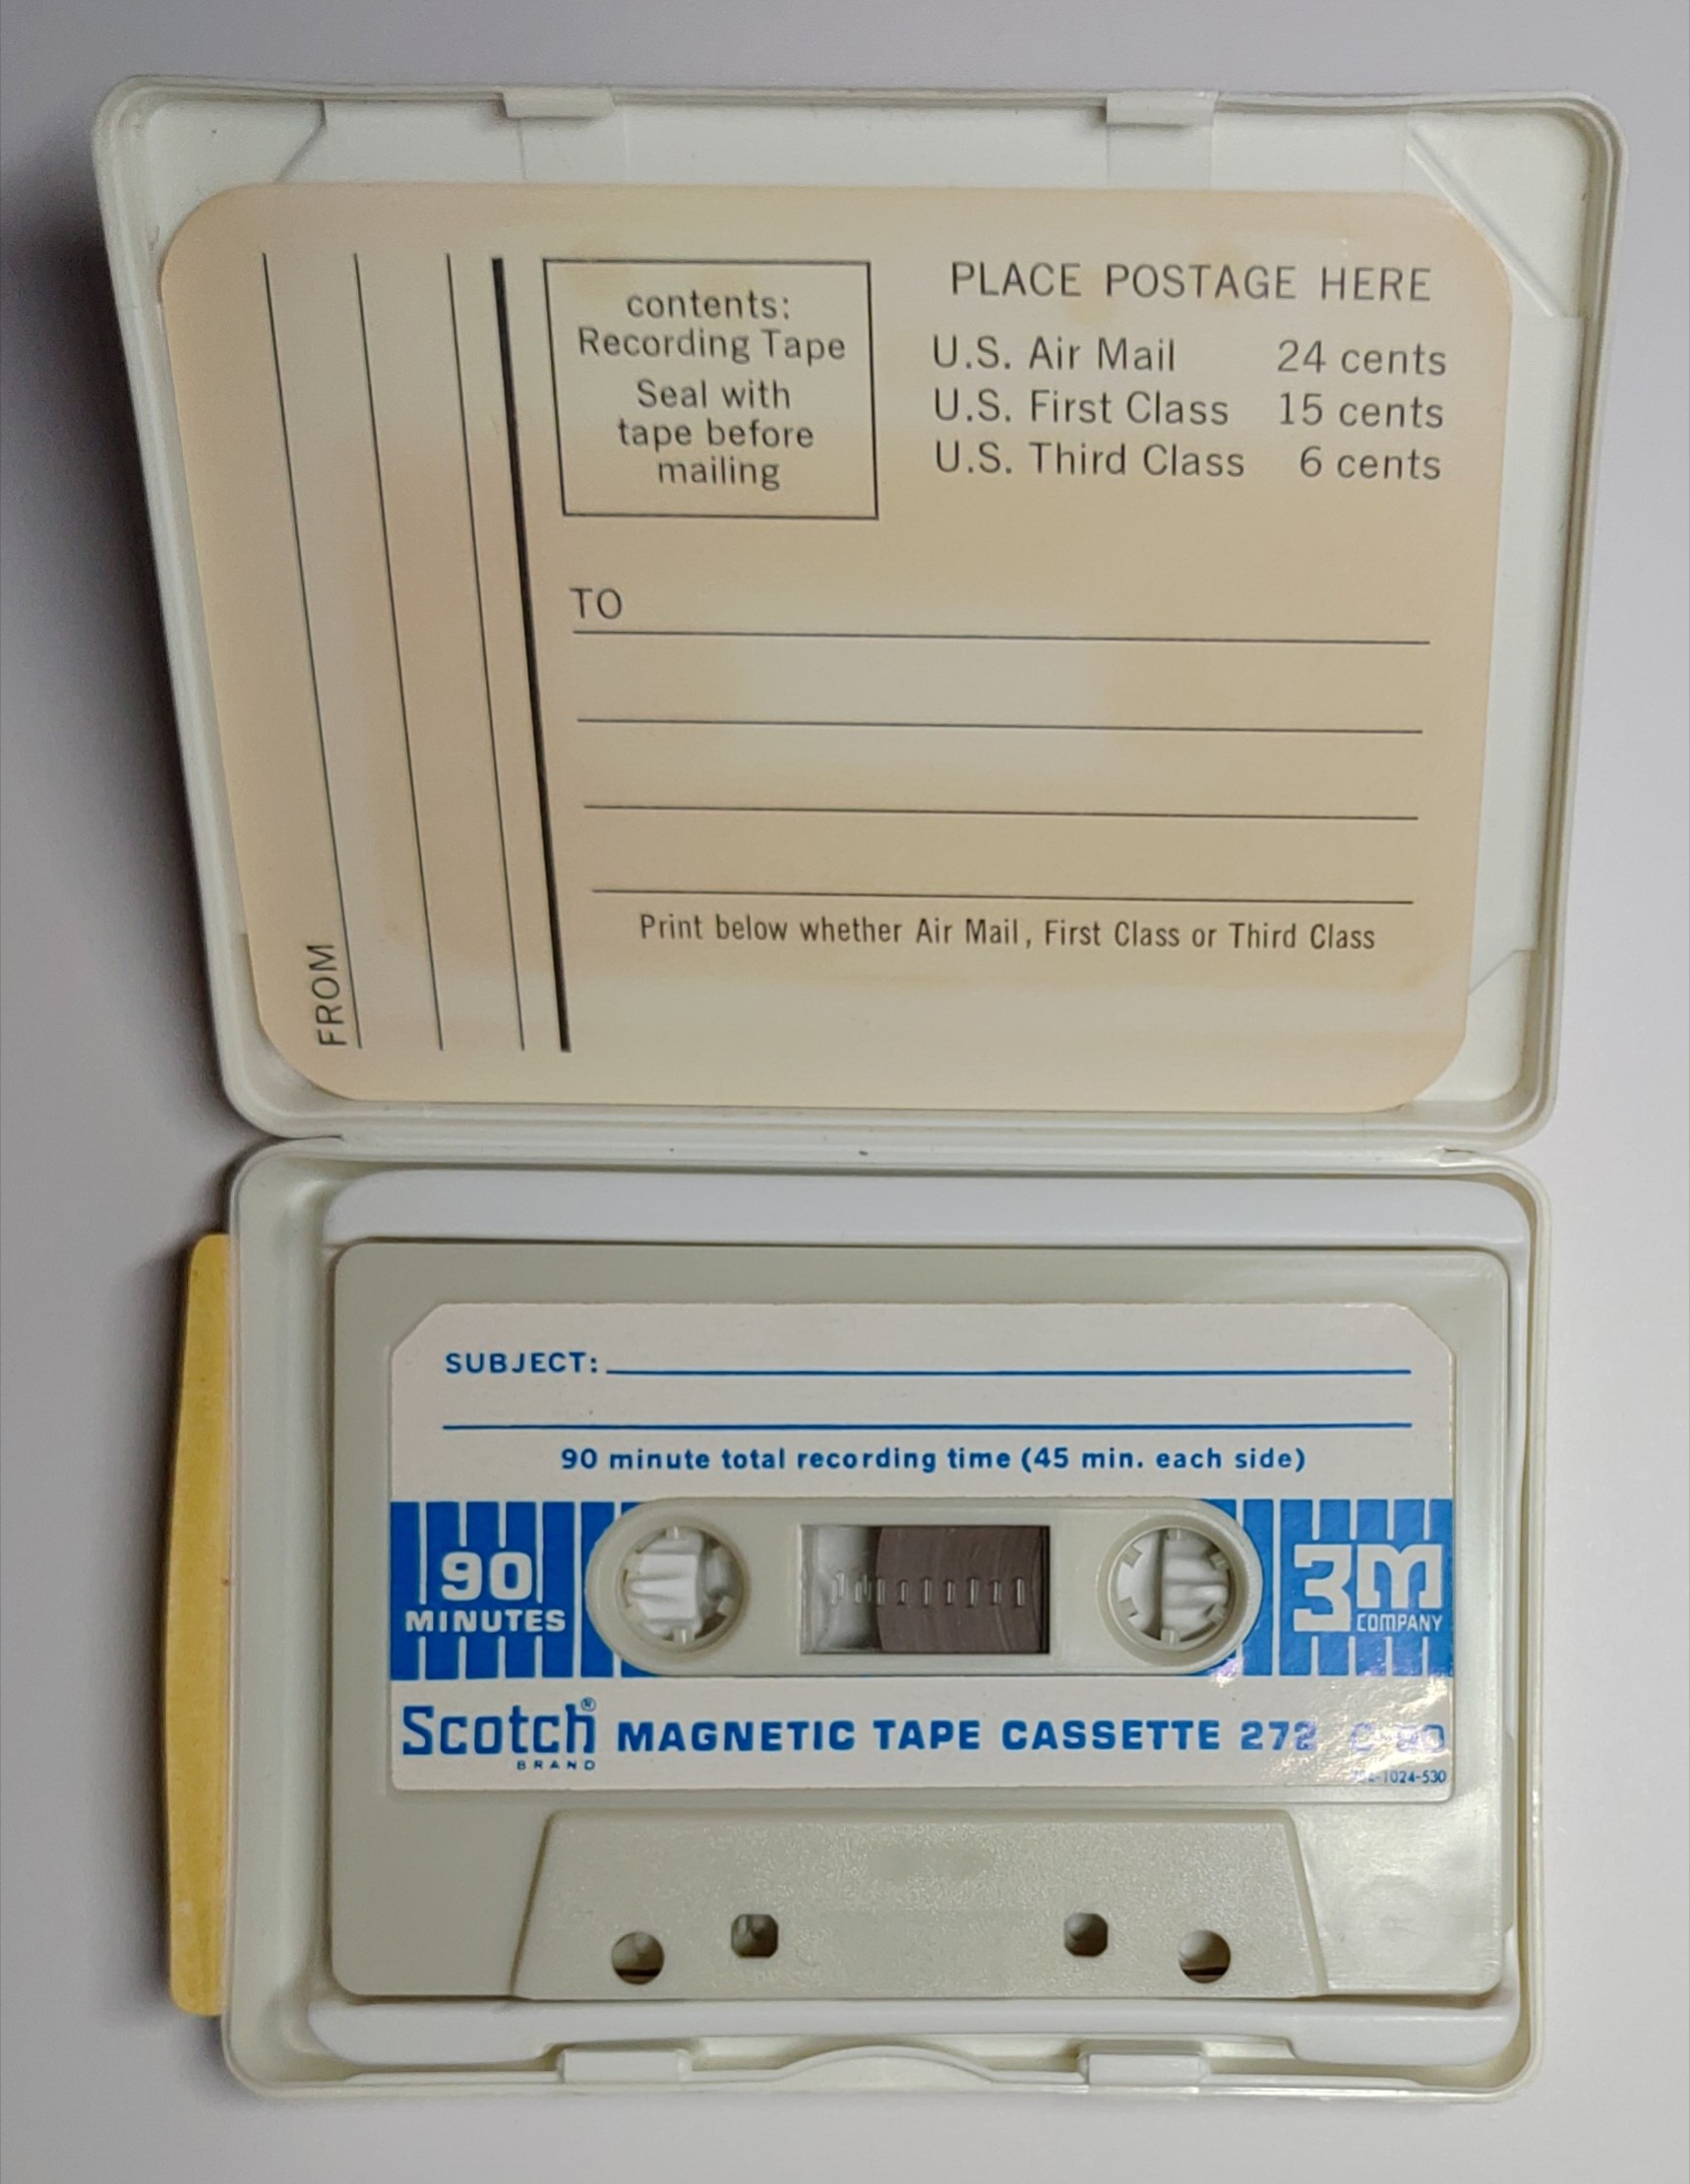 contents:
Recording Tape
Seal with
tape before
mailing
PLACE POSTAGE HERE
U.S. Air Mail 24 cents
U.S. First Class 15 cents
U.S. Third Class 6 cents
TO
Print below whether Air Mail, First Class or Third Class
FROM
SUBJECT:
90 minute total recording time (45 min. each side)
90
MINUTES
3M
COMPANY
Scotch®
BRAND
MAGNETIC TAPE CASSETTE 272 C-90